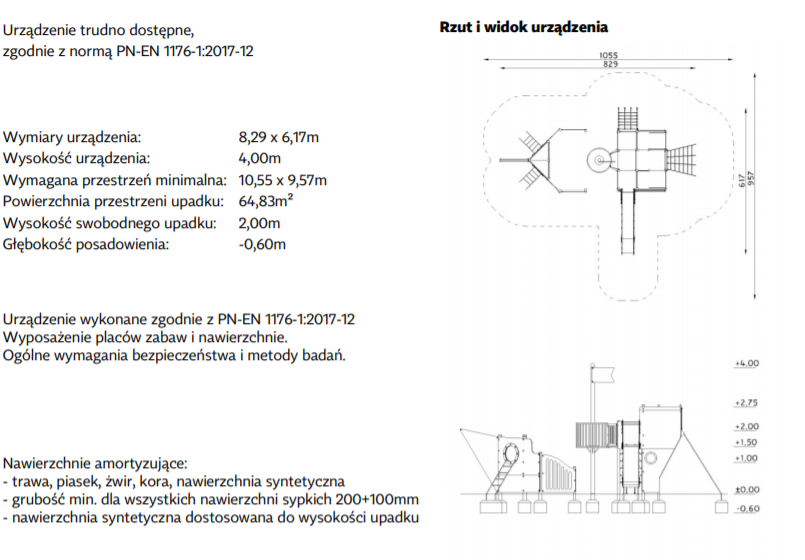 Urządzenie trudno dostępne,
zgodnie z normą PN-EN 1176-1:2017-12
Wymiary urządzenia: 8,29 x 6,17m
Wysokość urządzenia: 4,00m
Wymagana przestrzeń minimalna: 10,55 x 9,57m
Powierzchnia przestrzeni upadku: 64,83m²
Wysokość swobodnego upadku: 2,00m
Głębokość posadowienia: -0,60m
Urządzenie wykonane zgodnie z PN-EN 1176-1:2017-12
Wyposażenie placów zabaw i nawierzchnie.
Ogólne wymagania bezpieczeństwa i metody badań.
Nawierzchnie amortyzujące:
- trawa, piasek, żwir, kora, nawierzchnia syntetyczna
- grubość min. dla wszystkich nawierzchni sypkich 200+100mm
- nawierzchnia syntetyczna dostosowana do wysokości upadku
Rzut i widok urządzenia
1055
829
617
957
+4,00
+2,75
+2,00
+1,50
+1,00
±0,00
-0,60